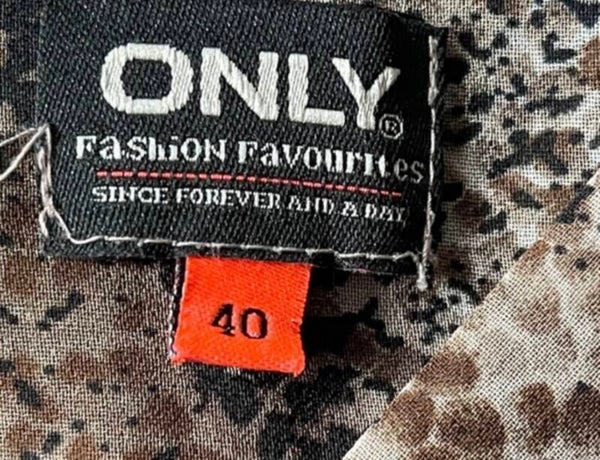 ONLY®
Fashion Favourites
SINCE FOREVER AND A DAY
40